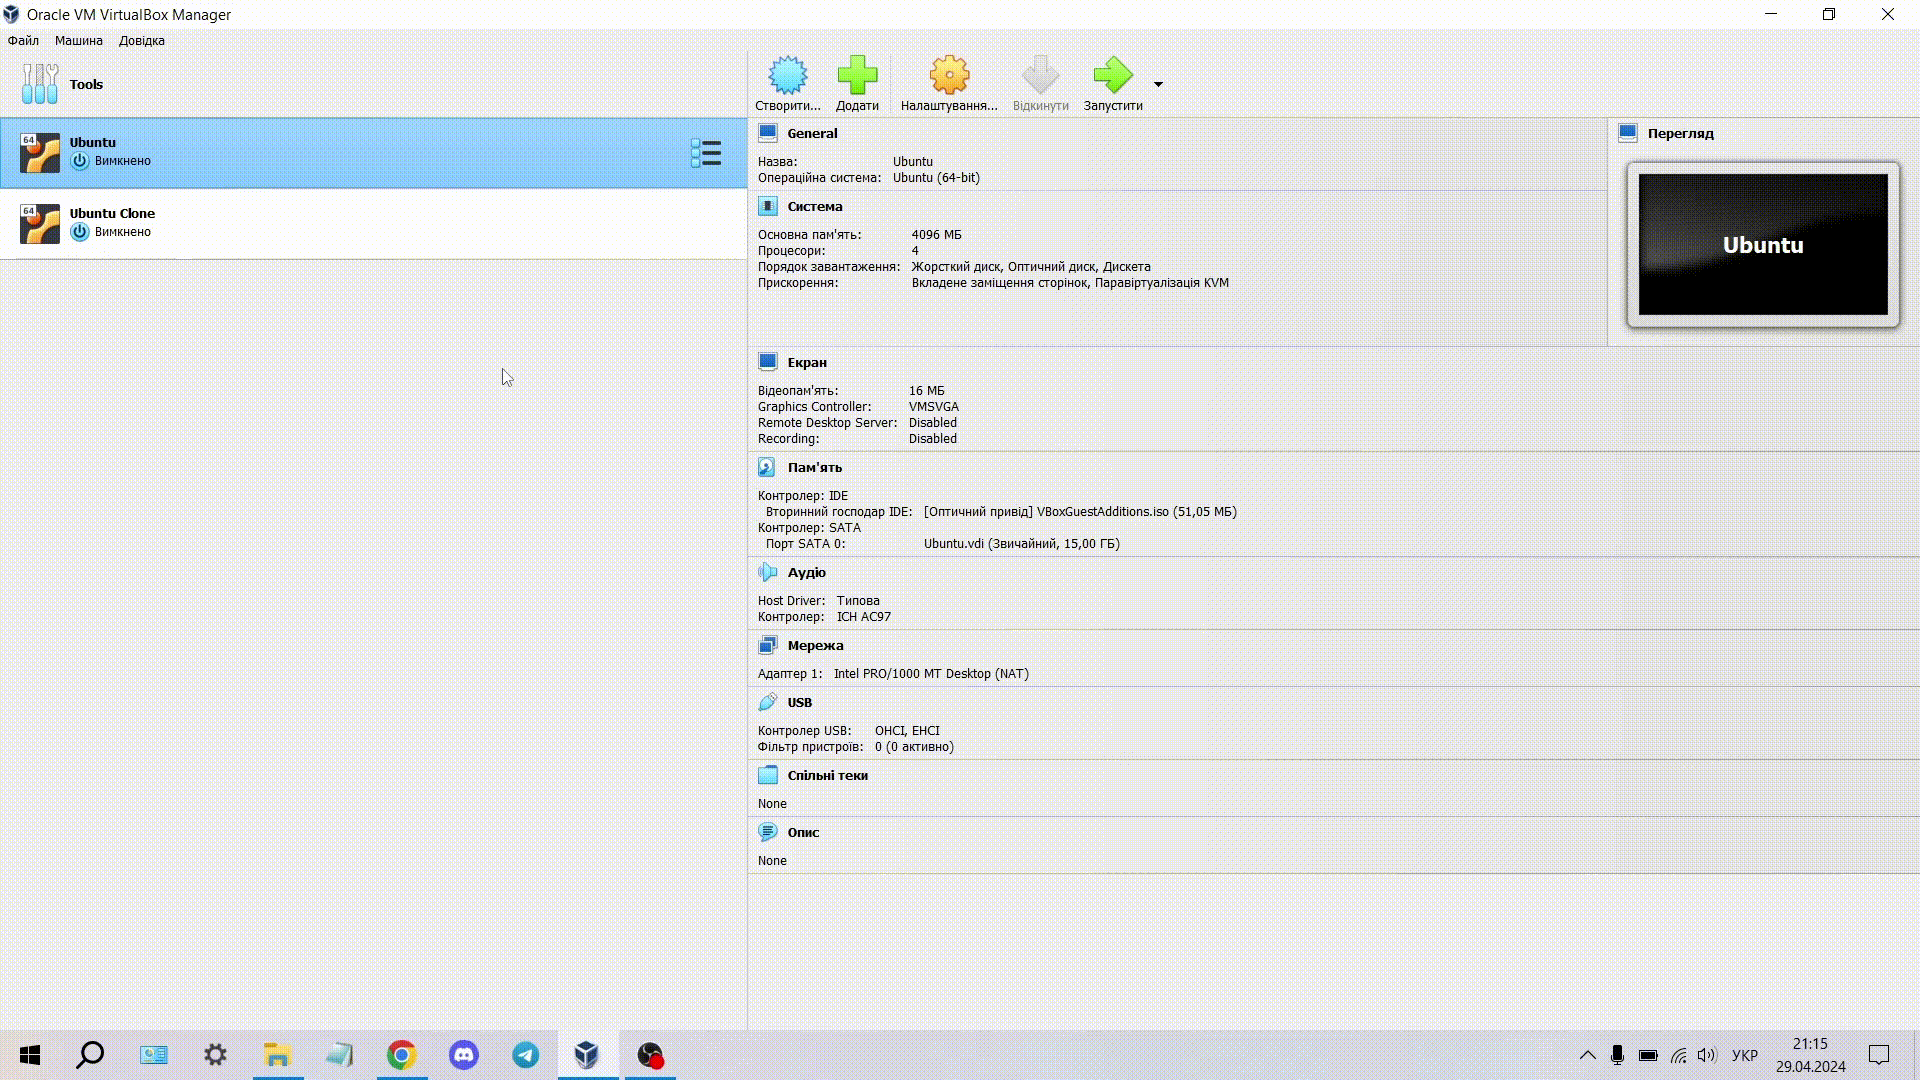 Oracle VM VirtualBox Manager
Файл Машина Довідка
Tools
Створити... Додати Налаштування... Відкинути Запустити
64
Ubuntu
Вимкнено
64
Ubuntu Clone
Вимкнено
General
Назва: Ubuntu
Операційна система: Ubuntu (64-bit)
Система
Основна пам'ять: 4096 МБ
Процесори: 4
Порядок завантаження: Жорсткий диск, Оптичний диск, Дискета
Прискорення: Вкладене заміщення сторінок, Паравіртуалізація KVM
Перегляд
Ubuntu
Екран
Відеопам'ять: 16 МБ
Graphics Controller: VMSVGA
Remote Desktop Server: Disabled
Recording: Disabled
Пам'ять
Контролер: IDE
Вторинний господар IDE: [Оптичний привід] VBoxGuestAdditions.iso (51,05 МБ)
Контролер: SATA
Порт SATA 0: Ubuntu.vdi (Звичайний, 15,00 ГБ)
Аудіо
Host Driver: Типова
Контролер: ICH AC97
Мережа
Адаптер 1: Intel PRO/1000 MT Desktop (NAT)
USB
Контролер USB: OHCI, EHCI
Фільтр пристроїв: 0 (0 активно)
Спільні теки
None
Опис
None
УКР
21:15
29.04.2024